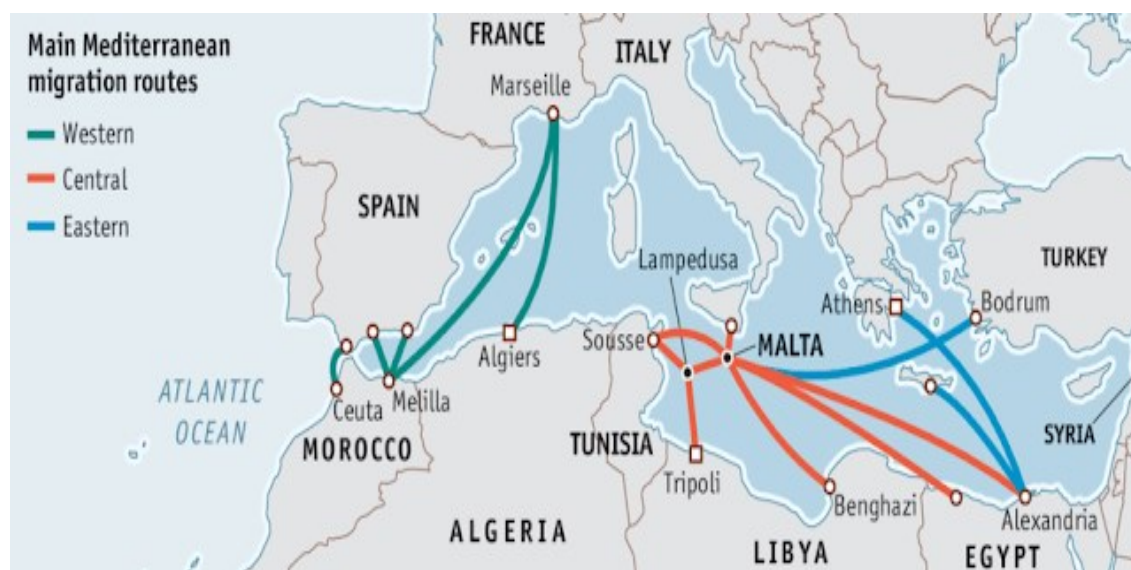 Main Mediterranean
migration routes
Western
Central
Eastern
FRANCE
ITALY
Marseille
SPAIN
Lampedusa
TURKEY
Athens
Bodrum
Sousse
MALTA
Algiers
ATLANTIC
OCEAN
Ceuta
Melilla
MOROCCO
TUNISIA
SYRIA
Tripoli
Benghazi
Alexandria
ALGERIA
LIBYA
EGYPT